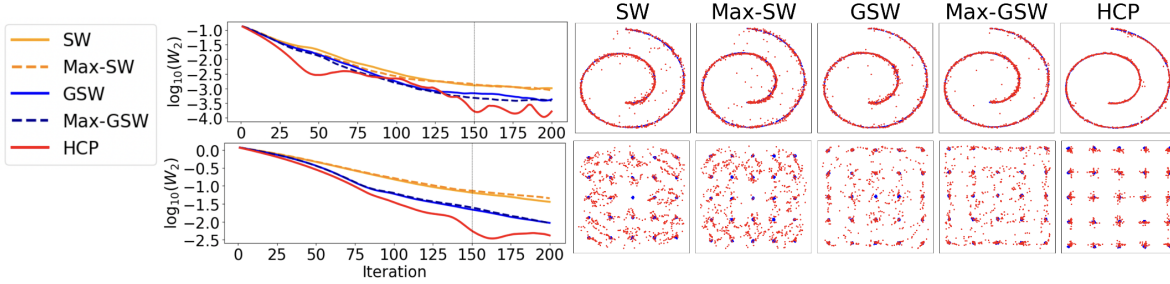 SW
Max-SW
GSW
Max-GSW
HCP
log₁₀(W₂)
−1.0
−1.5
−2.0
−2.5
−3.0
−3.5
−4.0
0 25 50 75 100 125 150 175 200
log₁₀(W₂)
0.0
−0.5
−1.0
−1.5
−2.0
−2.5
0 25 50 75 100 125 150 175 200
Iteration
SW Max-SW GSW Max-GSW HCP